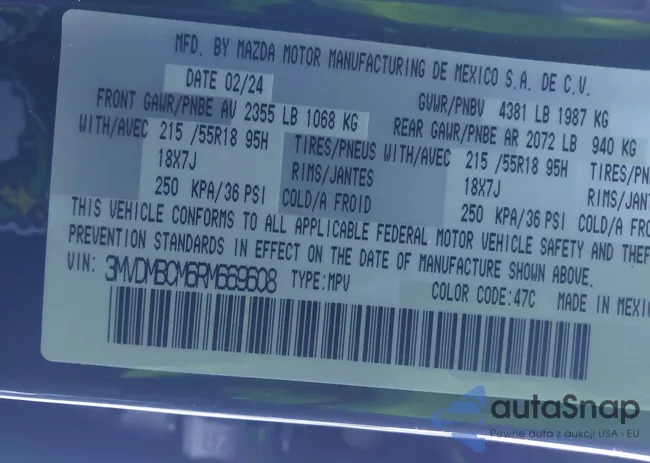 MFD. BY MAZDA MOTOR MANUFACTURING DE MEXICO S.A. DE C.V.
DATE 02/24
GVWR/PNBV 4381 LB 1987 KG
FRONT GAWR/PNBE AV 2355 LB 1068 KG
REAR GAWR/PNBE AR 2072 LB 940 KG
WITH/AVEC 215 /55R18 95H TIRES/PNEUS WITH/AVEC 215 /55R18 95H TIRES/PN
18X7J RIMS/JANTES 18X7J RIMS/JANT
250 KPA/36 PSI COLD/A FROID 250 KPA/36 PSI COLD/A F
THIS VEHICLE CONFORMS TO ALL APPLICABLE FEDERAL MOTOR VEHICLE SAFETY AND THEF
PREVENTION STANDARDS IN EFFECT ON THE DATE OF MANUFACTURE SHOWN ABOVE.
VIN: 3MVDMBCM6RM669608 TYPE:MPV COLOR CODE:47C MADE IN MEXIC
autaSnap
Pewne auta z aukcji USA i EU